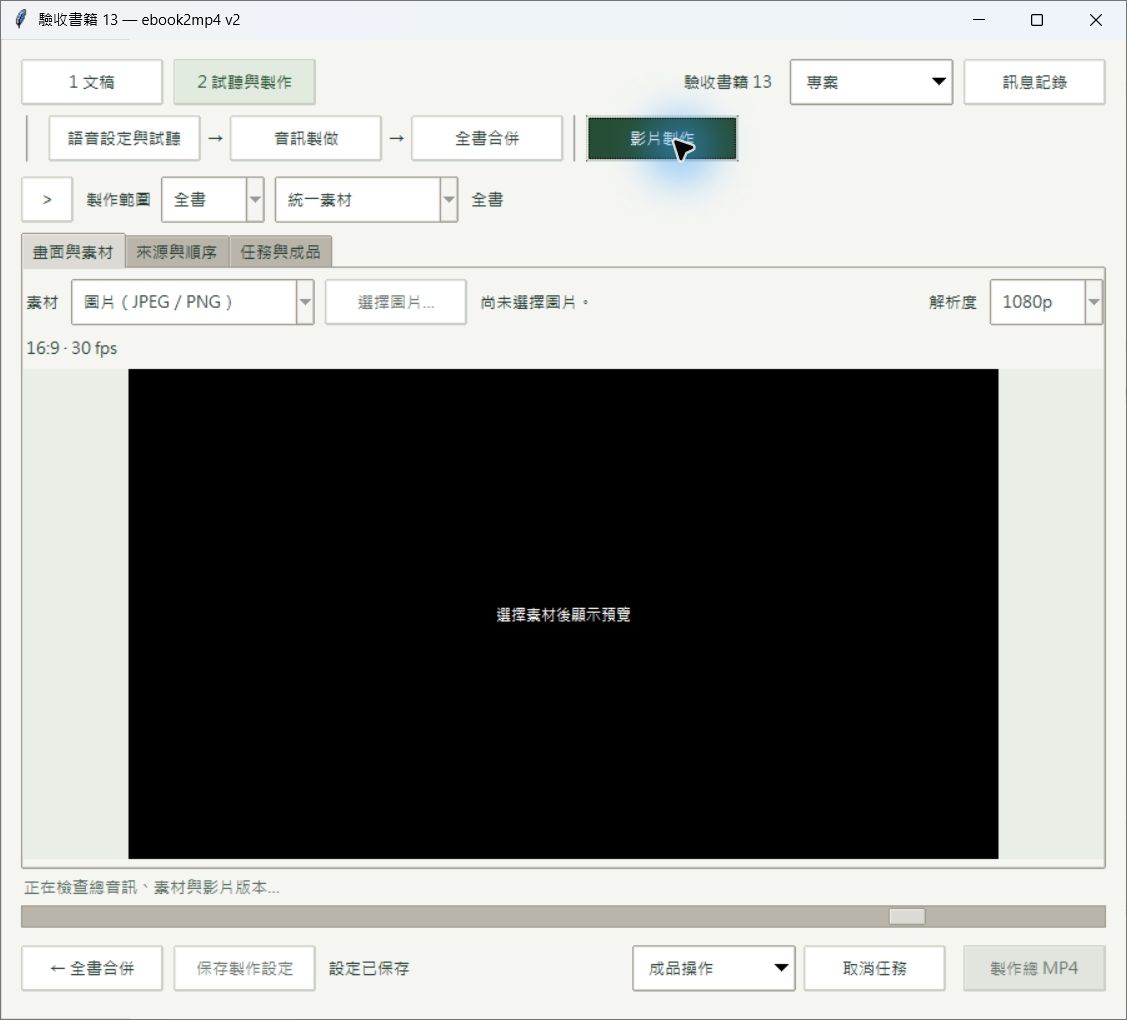 驗收書籍 13 — ebook2mp4 v2
1 文稿 2 試聽與製作 驗收書籍 13 專案 訊息記錄
語音設定與試聽 → 音訊製做 → 全書合併 影片製作
> 製作範圍 全書 統一素材 全書
畫面與素材 來源與順序 任務與成品
素材 圖片（JPEG / PNG） 選擇圖片... 尚未選擇圖片。 解析度 1080p
16:9 · 30 fps
選擇素材後顯示預覽
正在檢查總音訊、素材與影片版本...
← 全書合併 保存製作設定 設定已保存 成品操作 取消任務 製作總 MP4